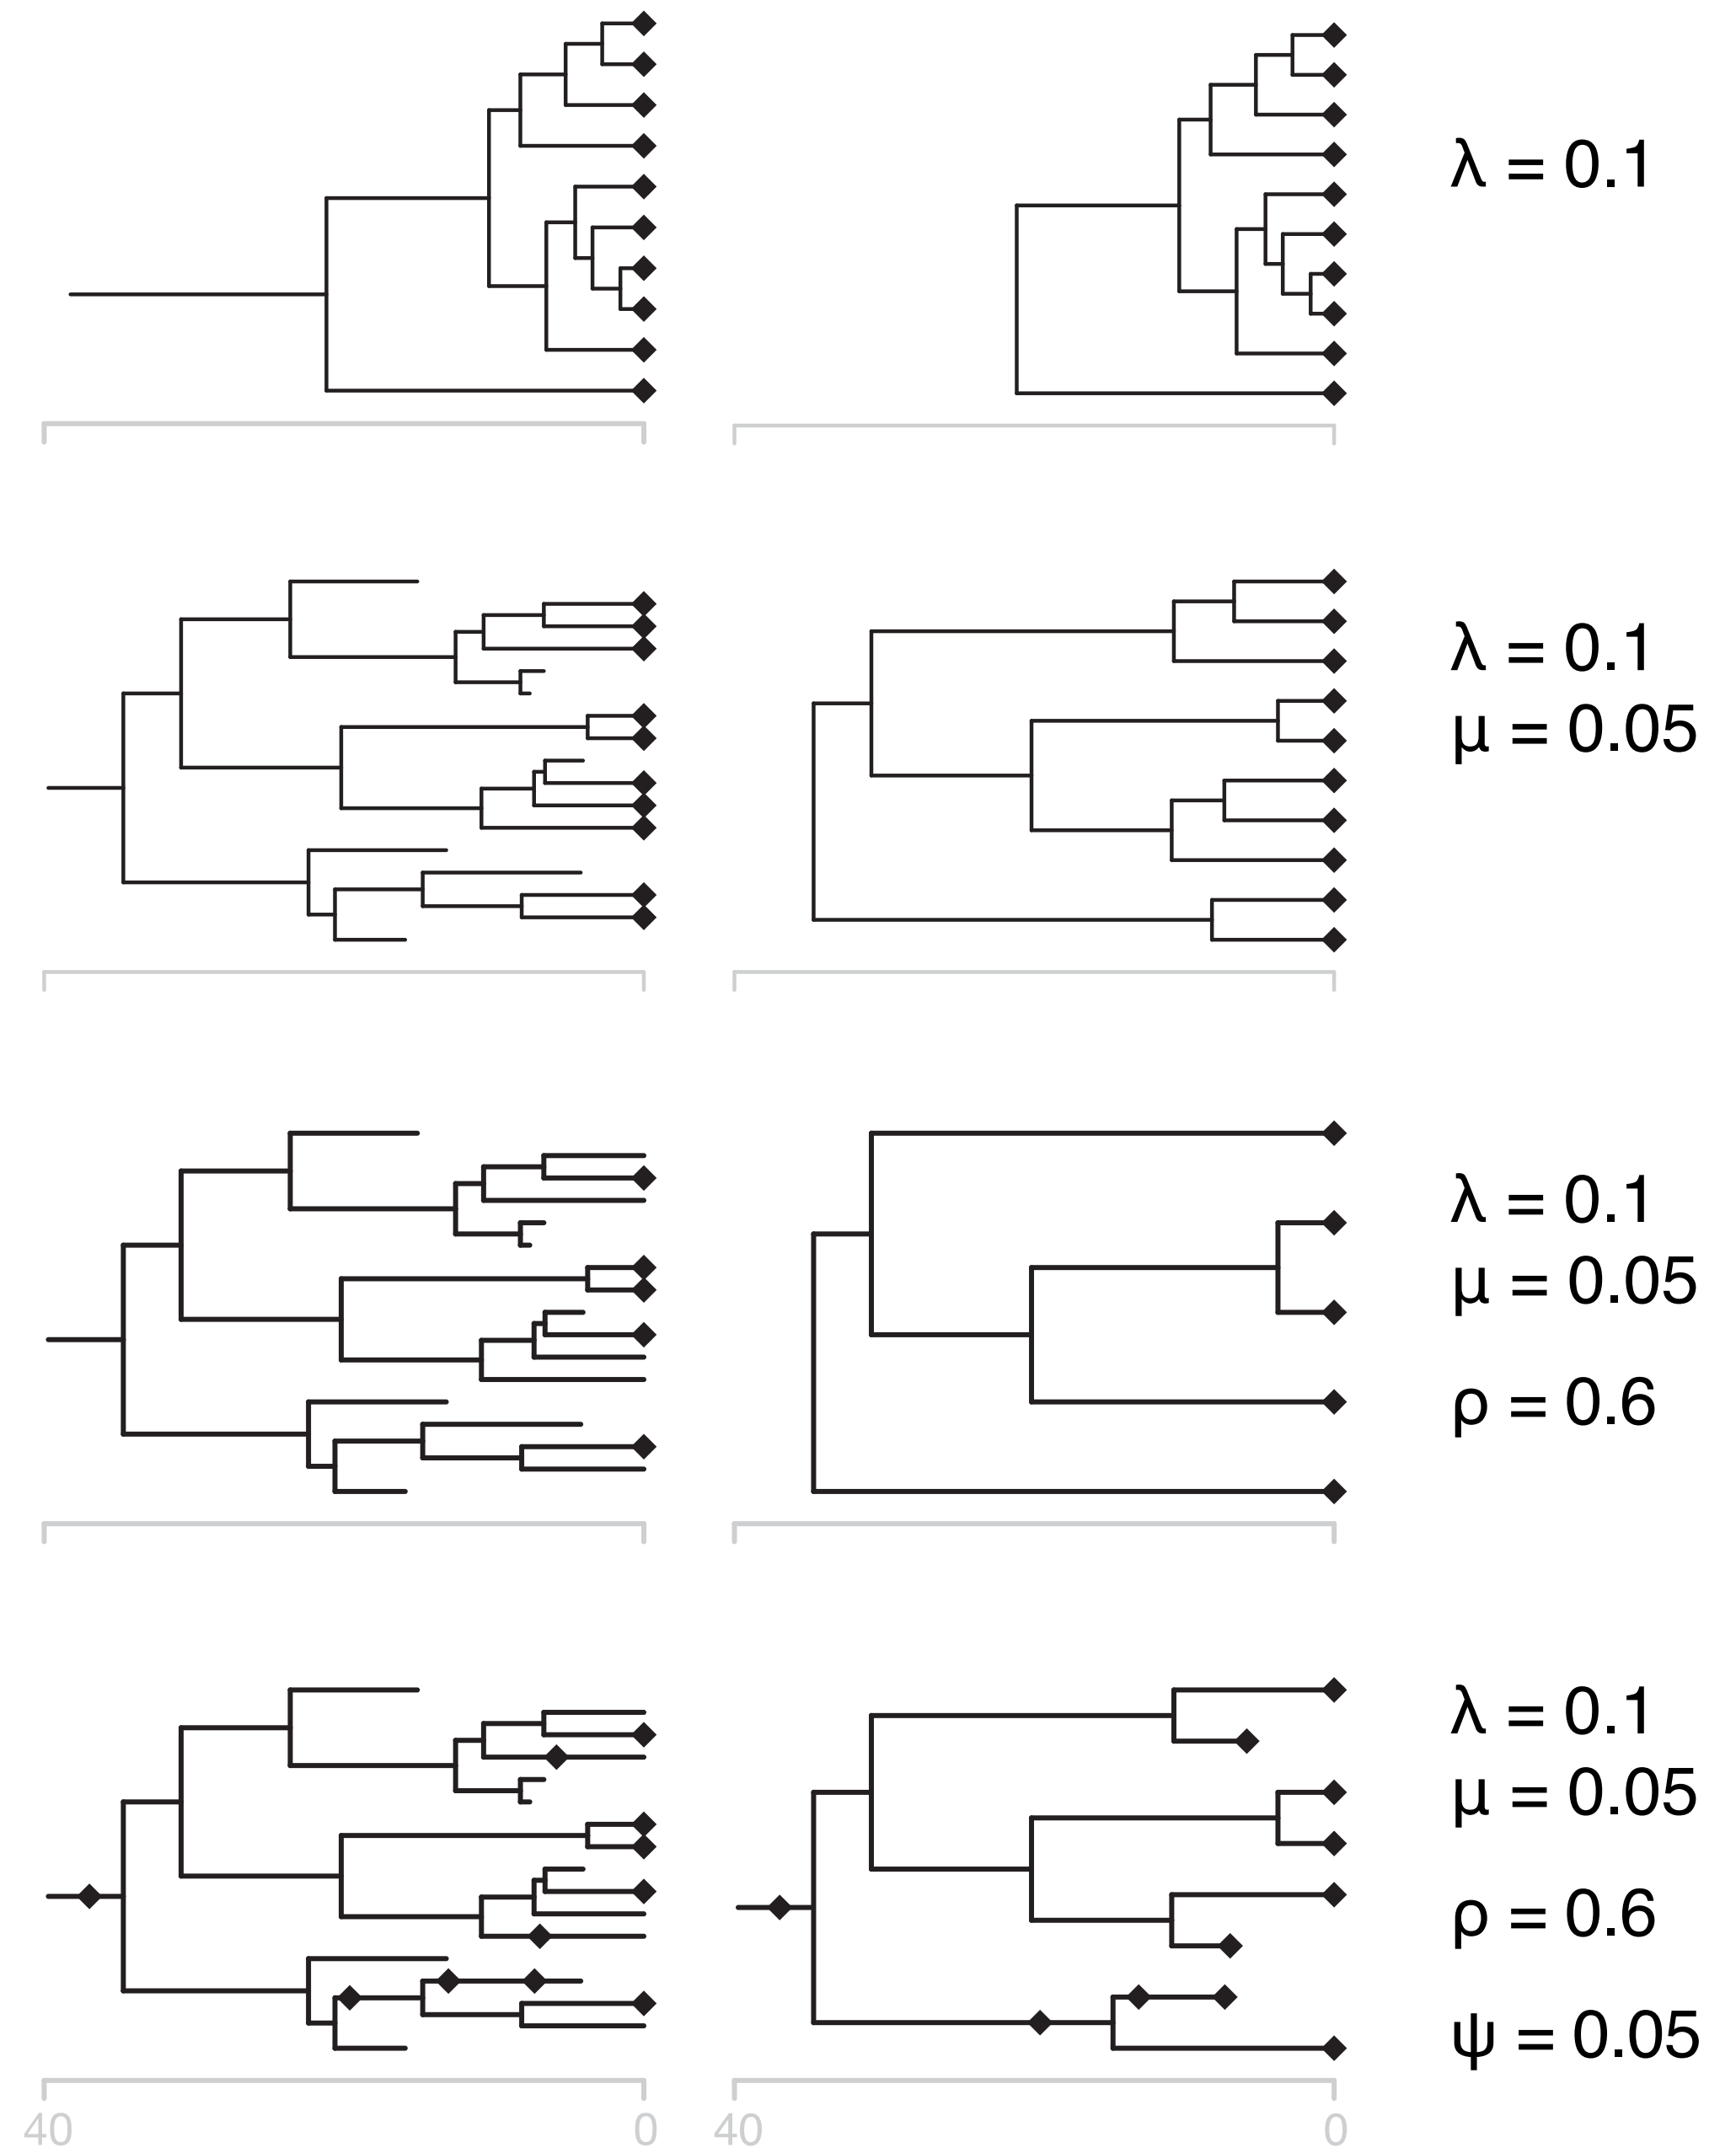 λ = 0.1
λ = 0.1
μ = 0.05
λ = 0.1
μ = 0.05
ρ = 0.6
λ = 0.1
μ = 0.05
ρ = 0.6
ψ = 0.05
40 0 40 0